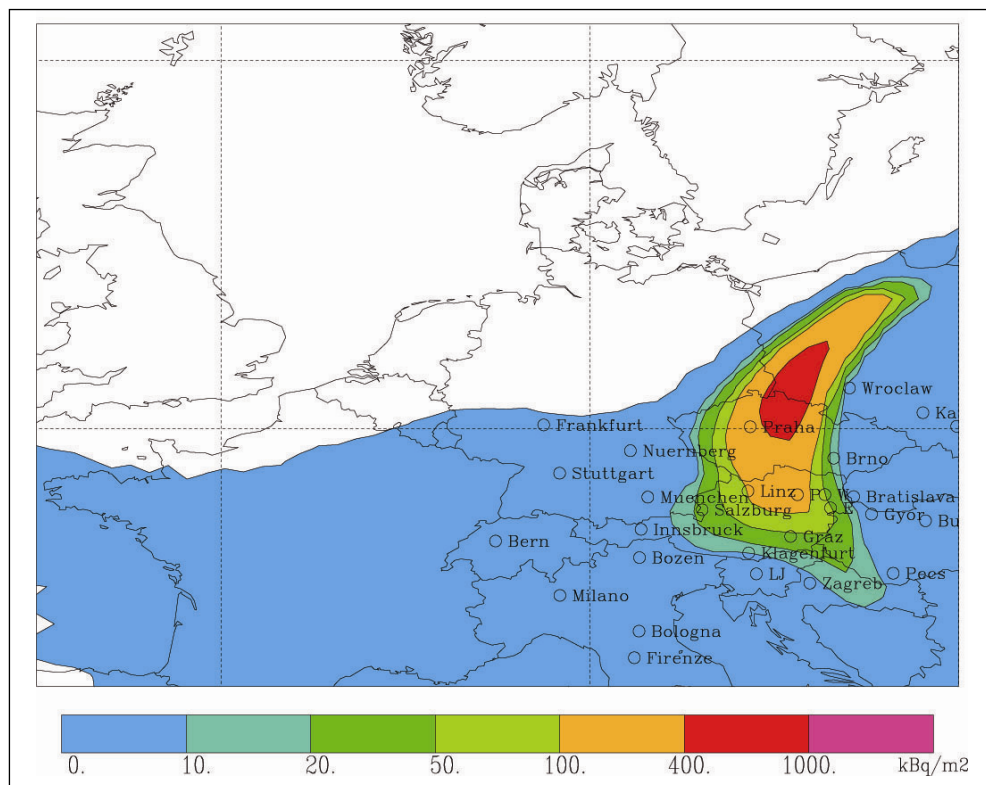 Wroclaw
Ka
Frankfurt
Praha
Nuernberg
Brno
Stuttgart
Muenchen
Linz
P
W
Bratislava
Salzburg
E
Gyor
Bu
Innsbruck
Graz
Bern
Bozen
Klagenfurt
LJ
Zagreb
Pecs
Milano
Bologna
Firenze
0. 10. 20. 50. 100. 400. 1000. kBq/m2